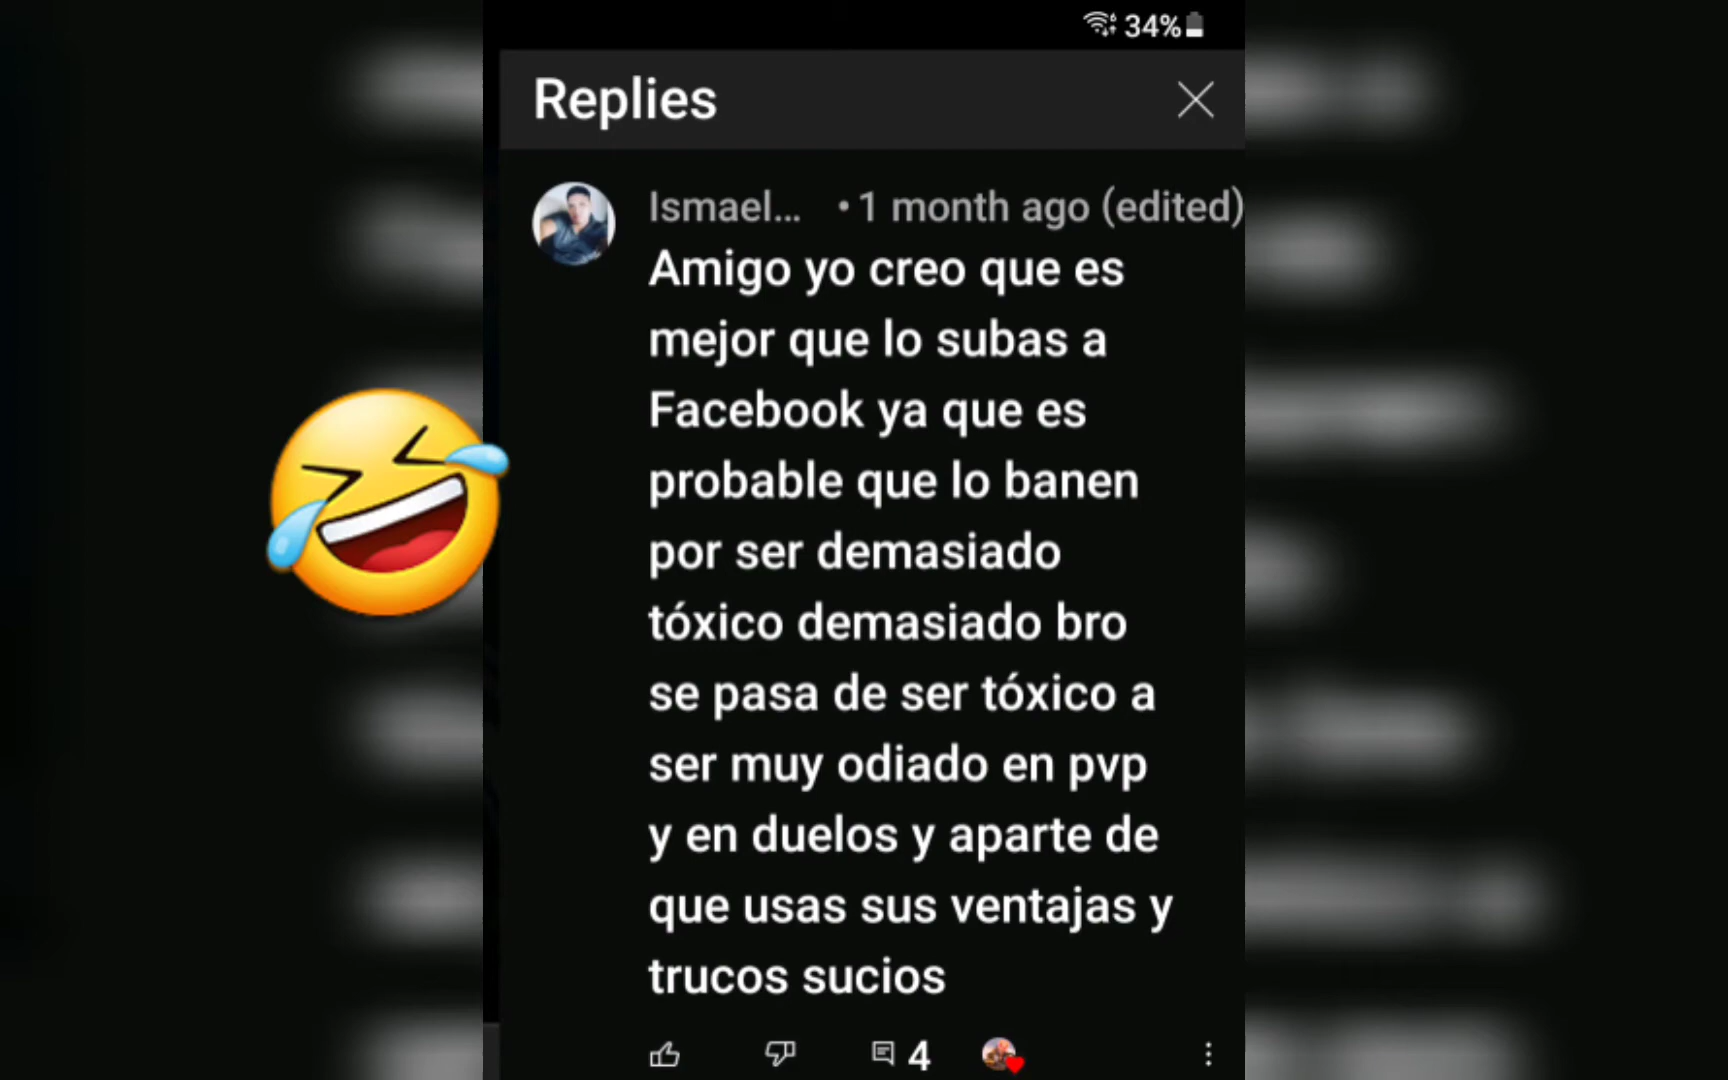 34%
Replies
Ismael... • 1 month ago (edited)
Amigo yo creo que es
mejor que lo subas a
Facebook ya que es
probable que lo banen
por ser demasiado
tóxico demasiado bro
se pasa de ser tóxico a
ser muy odiado en pvp
y en duelos y aparte de
que usas sus ventajas y
trucos sucios
4